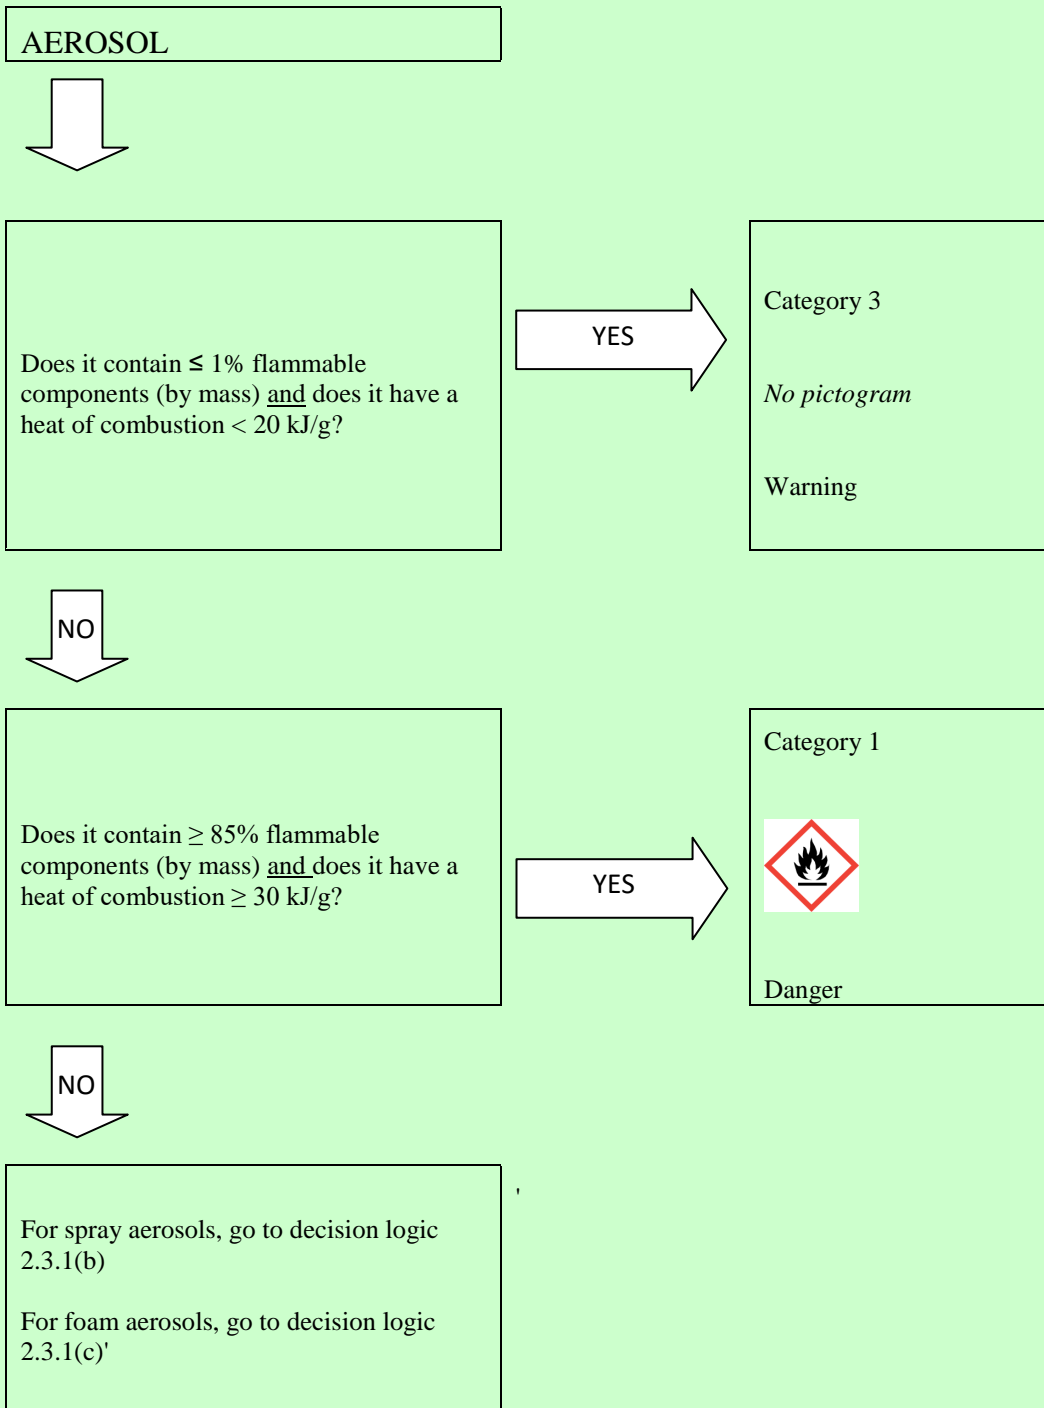 AEROSOL
Does it contain ≤ 1% flammable
components (by mass) and does it have a
heat of combustion < 20 kJ/g?
YES
Category 3
No pictogram
Warning
NO
Does it contain ≥ 85% flammable
components (by mass) and does it have a
heat of combustion ≥ 30 kJ/g?
YES
Category 1
Danger
NO
For spray aerosols, go to decision logic
2.3.1(b)
For foam aerosols, go to decision logic
2.3.1(c)'
'